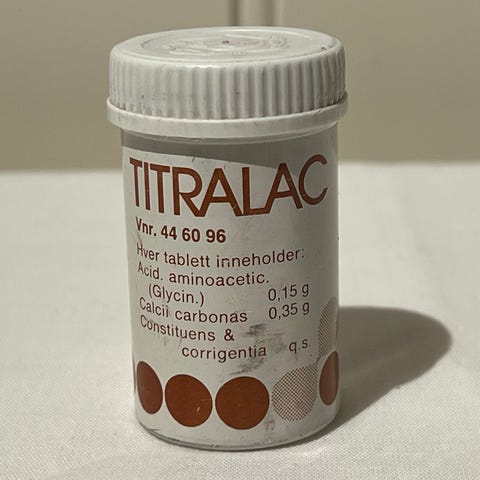 TITRALAC
Vnr. 44 60 96
Hver tablett inneholder:
Acid. aminoacetic.
(Glycin.) 0,15 g
Calcii carbonas 0,35 g
Constituens &
corrigentia q.s.